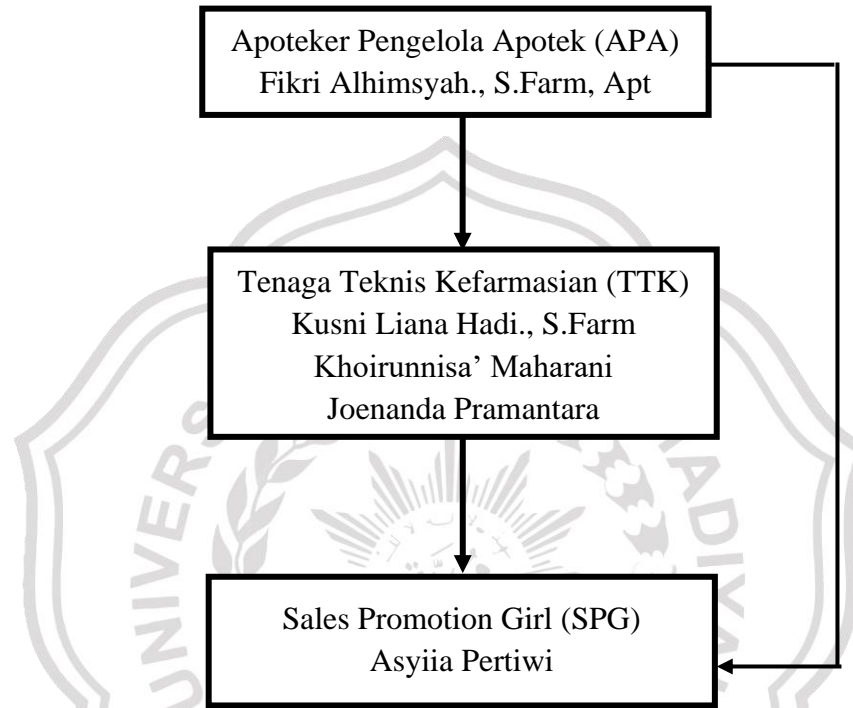 Apoteker Pengelola Apotek (APA)
Fikri Alhimsyah., S.Farm, Apt
Tenaga Teknis Kefarmasian (TTK)
Kusni Liana Hadi., S.Farm
Khoirunnisa’ Maharani
Joenanda Pramantara
Sales Promotion Girl (SPG)
Asyiia Pertiwi